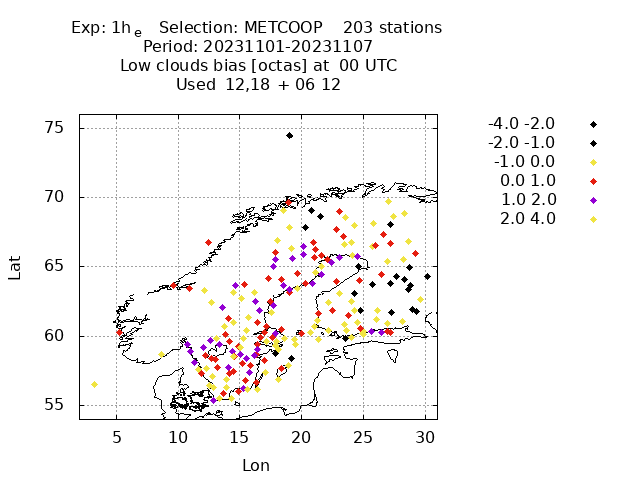 Exp: 1h e   Selection: METCOOP    203 stations
Period: 20231101-20231107
Low clouds bias [octas] at  00 UTC
Used  12,18 + 06 12
75
70
65
60
55
Lat
5 10 15 20 25 30
Lon
-4.0 -2.0
-2.0 -1.0
-1.0 0.0
0.0 1.0
1.0 2.0
2.0 4.0